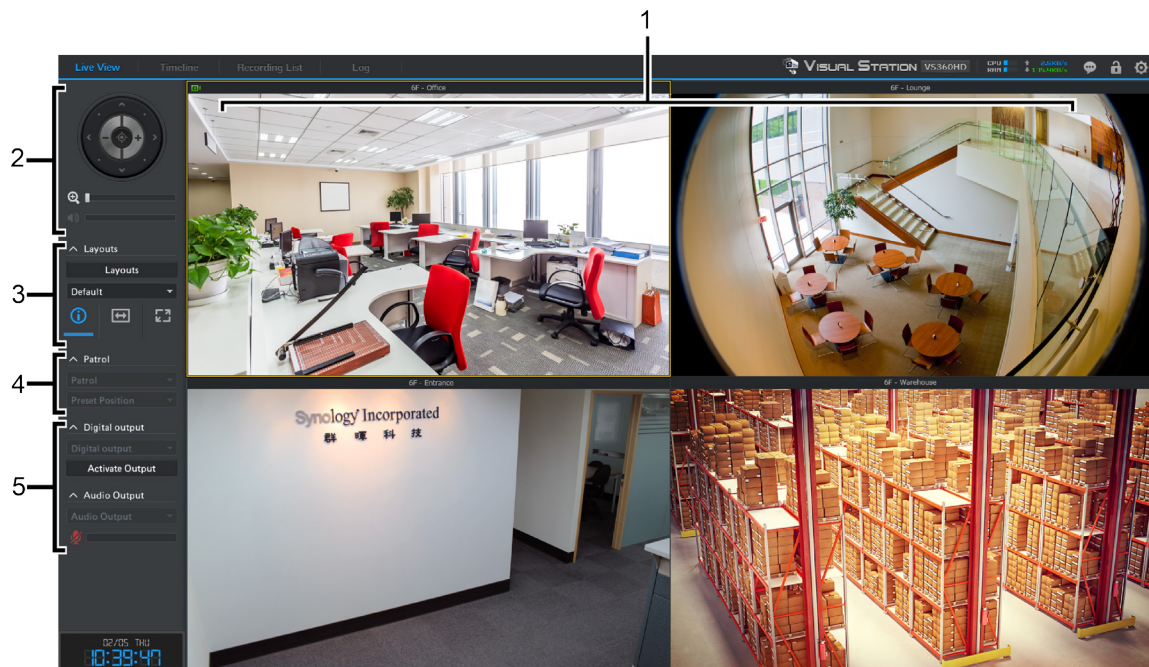 1
Live View Timeline Recording List Log VISUAL STATION VS360HD CPU RAM
6F - Office 6F - Lounge
2
Layouts
Layouts
3
Default
4
Patrol
Patrol
Preset Position
6F - Entrance 6F - Warehouse
Synology Incorporated
群暉科技
5
Digital output
Digital output
Activate Output
Audio Output
Audio Output
02/05 THU
10:39:47